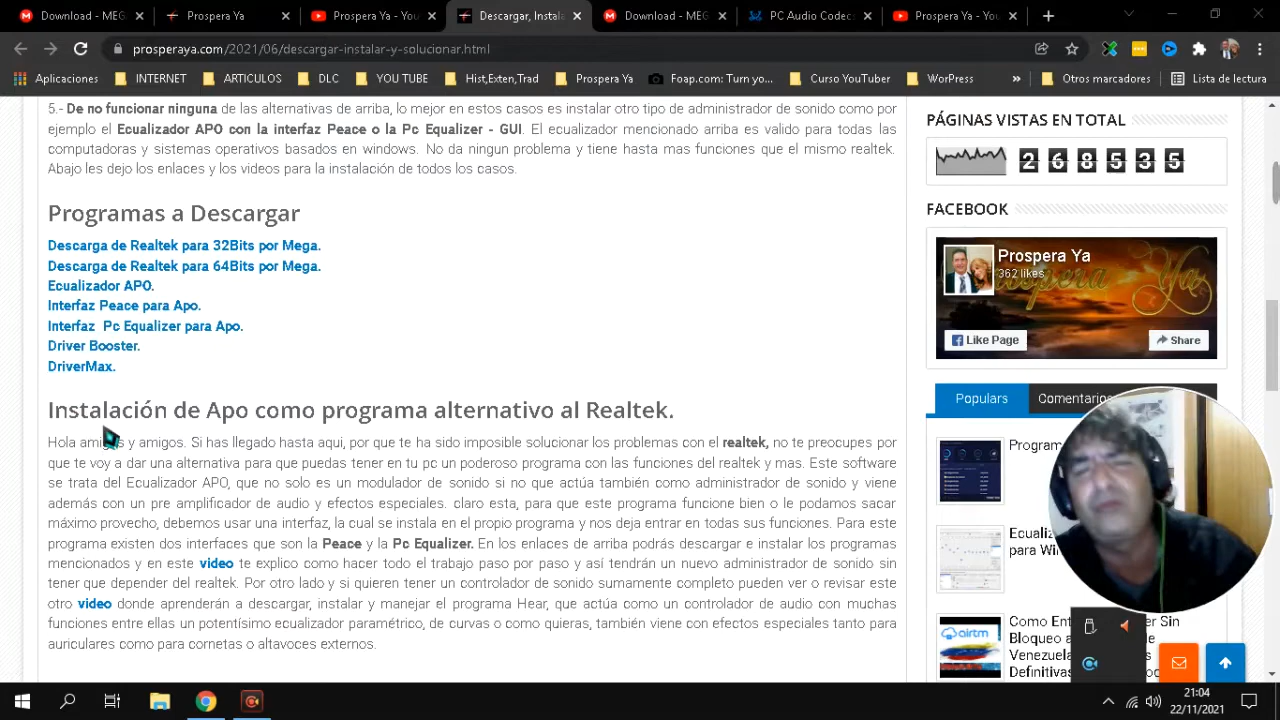 Download - MEG
Prospera Ya
Prospera Ya - You
Descargar, Instala
Download - MEG
PC Audio Codecs
Prospera Ya - You
prosperaya.com/2021/06/descargar-instalar-y-solucionar.html
Aplicaciones
INTERNET
ARTICULOS
DLC
YOU TUBE
Hist,Exten,Trad
Prospera Ya
Foap.com: Turn yo...
Curso YouTuber
WorPress
»
Otros marcadores
Lista de lectura
5.- De no funcionar ninguna de las alternativas de arriba, lo mejor en estos casos es instalar otro tipo de administrador de sonido como por
ejemplo el Ecualizador APO con la interfaz Peace o la Pc Equalizer - GUI. El ecualizador mencionado arriba es valido para todas las
computadoras y sistemas operativos basados en windows. No da ningun problema y tiene hasta mas funciones que el mismo realtek.
Abajo les dejo los enlaces y los videos para la instalación de todos los casos.
Programas a Descargar
Descarga de Realtek para 32Bits por Mega.
Descarga de Realtek para 64Bits por Mega.
Ecualizador APO.
Interfaz Peace para Apo.
Interfaz Pc Equalizer para Apo.
Driver Booster.
DriverMax.
Instalación de Apo como programa alternativo al Realtek.
Hola amigas y amigos. Si has llegado hasta aqui, por que te ha sido imposible solucionar los problemas con el realtek, no te preocupes por
que te voy a dar una alternativa para que puedas tener en tu pc un poderoso programa con las funciones del realtek y mas. Este software
se trata del Ecualizador APO, que no solo es un modulador de sonido si no que actúa también como administrador de sonido y viene
además con un pre amplificador de audio y efectos especiales. claro esta, para que este programa funcione bien o le podamos sacar
máximo provecho, debemos usar una interfaz, la cual se instala en el propio programa y nos deja entrar en todas sus funciones. Para este
programa existen dos interfaces que son la Peace y la Pc Equalizer. En los enlaces de arriba podrás descargar e instalar los programas
mencionados y en este video te explico como hacer todo el trabajo paso por paso y así tendrán un nuevo administrador de sonido sin
tener que depender del realtek. Por otro lado y si quieren tener un controlador de sonido sumamente completo pueden ver o revisar este
otro video donde aprenderán a descargar, instalar y manejar el programa Hear, que actúa como un controlador de audio con muchas
funciones entre ellas un potentísimo ecualizador paramétrico, de curvas o como quieras, también viene con efectos especiales tanto para
auriculares como para cornetas o altavoces externos.
PÁGINAS VISTAS EN TOTAL
268535
FACEBOOK
Prospera Ya
362 likes
Prospera Ya
Like Page
Share
Populars
Comentarios
Program
Ecualiz
para Win
Como Ent
Sin
Bloqueo a
de
Venezuela
Definitivas
airtm
21:04
22/11/2021